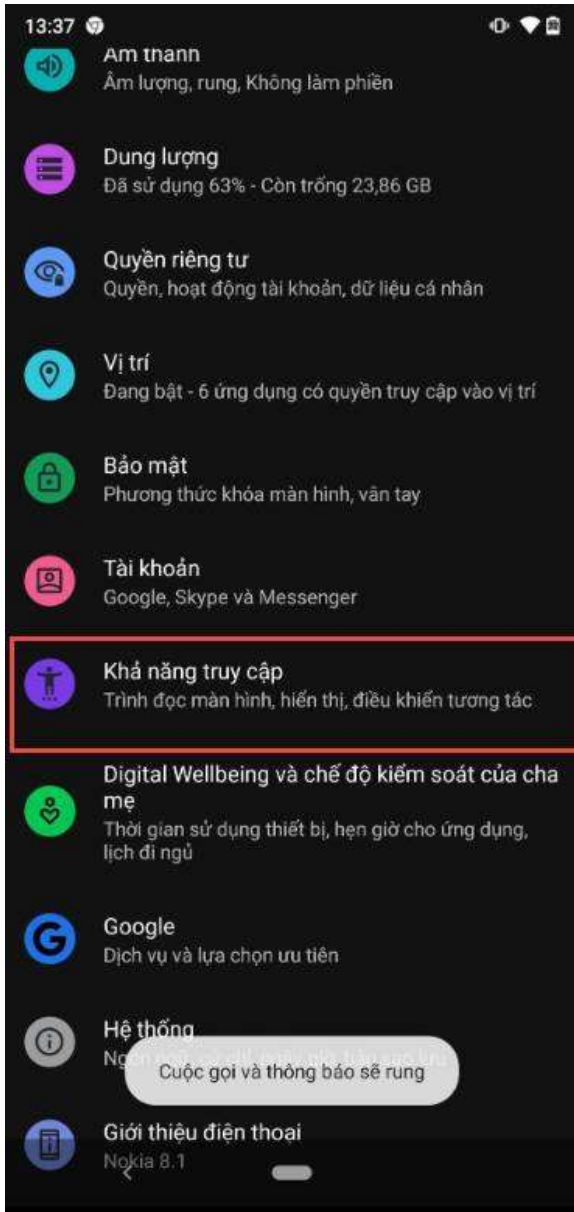 13:37
Âm thanh
Âm lượng, rung, Không làm phiền
Dung lượng
Đã sử dụng 63% - Còn trống 23,86 GB
Quyền riêng tư
Quyền, hoạt động tài khoản, dữ liệu cá nhân
Vị trí
Đang bật - 6 ứng dụng có quyền truy cập vào vị trí
Bảo mật
Phương thức khóa màn hình, vân tay
Tài khoản
Google, Skype và Messenger
Khả năng truy cập
Trình đọc màn hình, hiển thị, điều khiển tương tác
Digital Wellbeing và chế độ kiểm soát của cha
mẹ
Thời gian sử dụng thiết bị, hẹn giờ cho ứng dụng,
lịch đi ngủ
Google
Dịch vụ và lựa chọn ưu tiên
Hệ thống
Cuộc gọi và thông báo sẽ rung
Giới thiệu điện thoại
Nokia 8.1